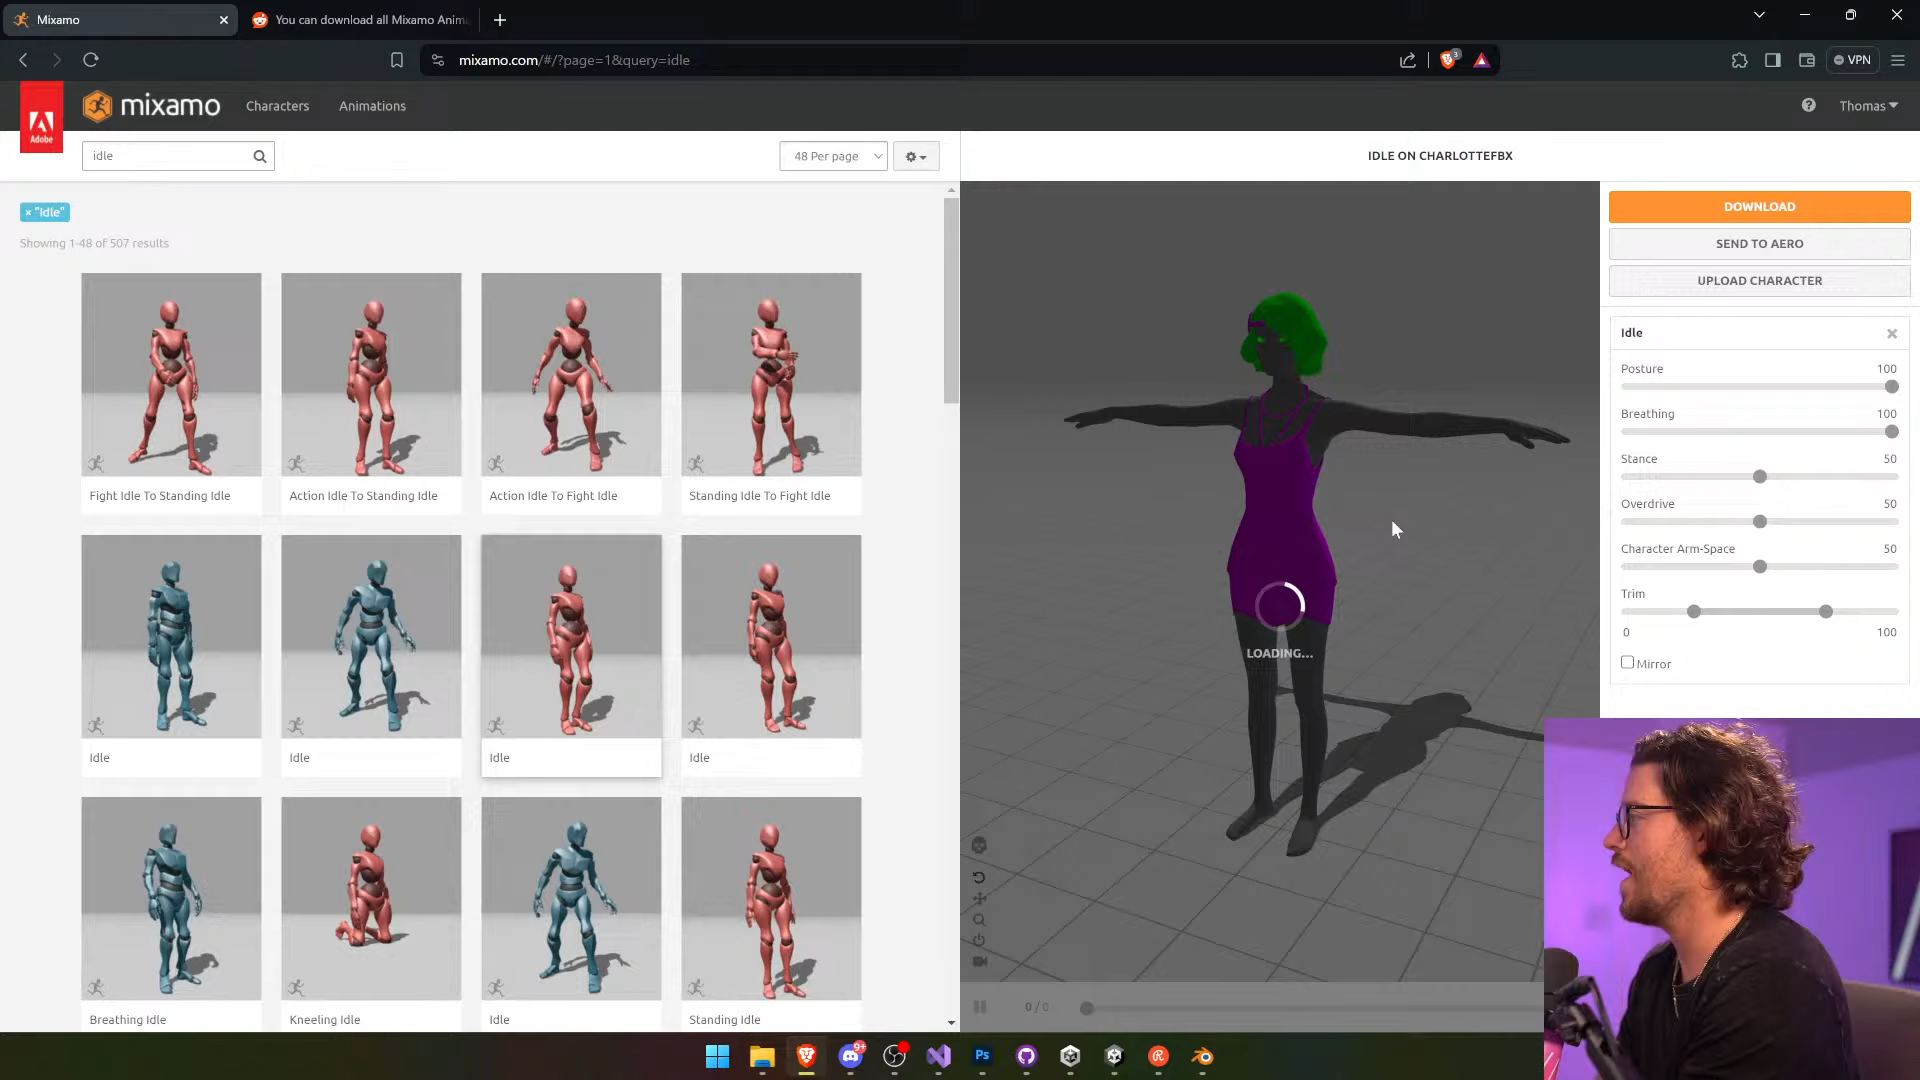 Mixamo
You can download all Mixamo Anima
mixamo.com/#/?page=1&query=idle
3
VPN
Adobe
mixamo
Characters
Animations
Thomas
idle
48 Per page
IDLE ON CHARLOTTEFBX
× "Idle"
Showing 1-48 of 507 results
DOWNLOAD
SEND TO AERO
UPLOAD CHARACTER
Idle
Posture 100
Breathing 100
Stance 50
Overdrive 50
Character Arm-Space 50
Trim
0 100
Mirror
Fight Idle To Standing Idle
Action Idle To Standing Idle
Action Idle To Fight Idle
Standing Idle To Fight Idle
LOADING...
Idle
Idle
Idle
Idle
Breathing Idle
Kneeling Idle
Idle
Standing Idle
0 / 0
9+
Ps